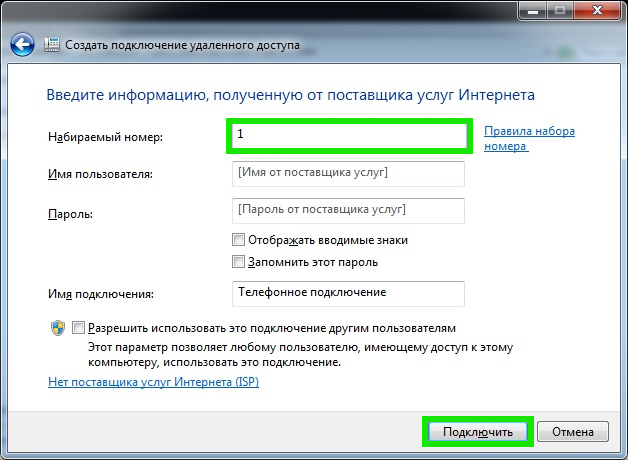 Создать подключение удаленного доступа
Введите информацию, полученную от поставщика услуг Интернета
Набираемый номер:
1
Правила набора
номера
Имя пользователя:
[Имя от поставщика услуг]
Пароль:
[Пароль от поставщика услуг]
Отображать вводимые знаки
Запомнить этот пароль
Имя подключения:
Телефонное подключение
Разрешить использовать это подключение другим пользователям
Этот параметр позволяет любому пользователю, имеющему доступ к этому
компьютеру, использовать это подключение.
Нет поставщика услуг Интернета (ISP)
Подключить
Отмена